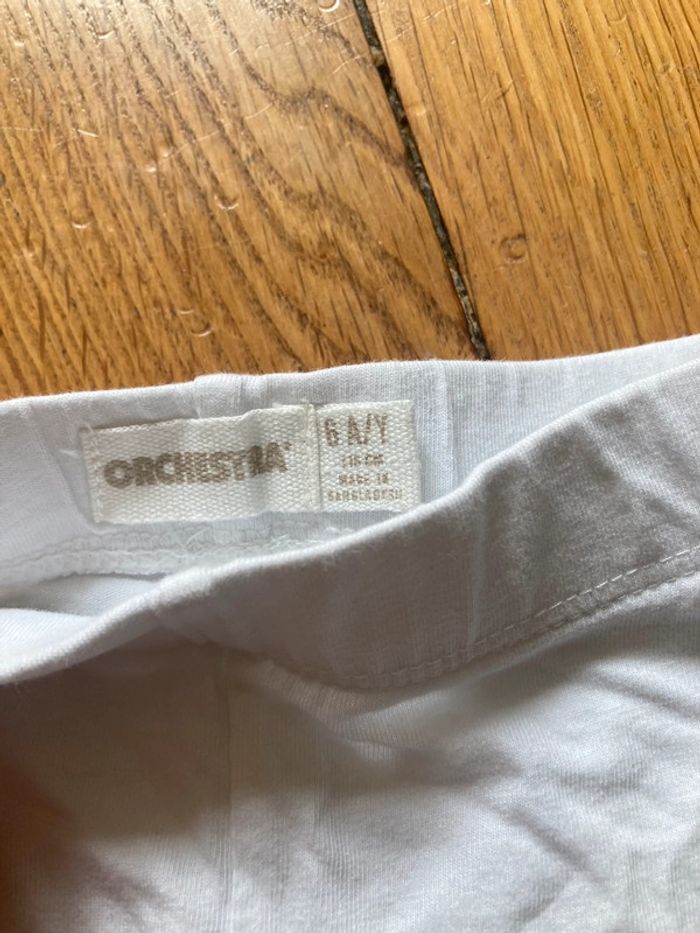 ORCHESTRA
6 A/Y
116 CM
MADE IN
BANGLADESH